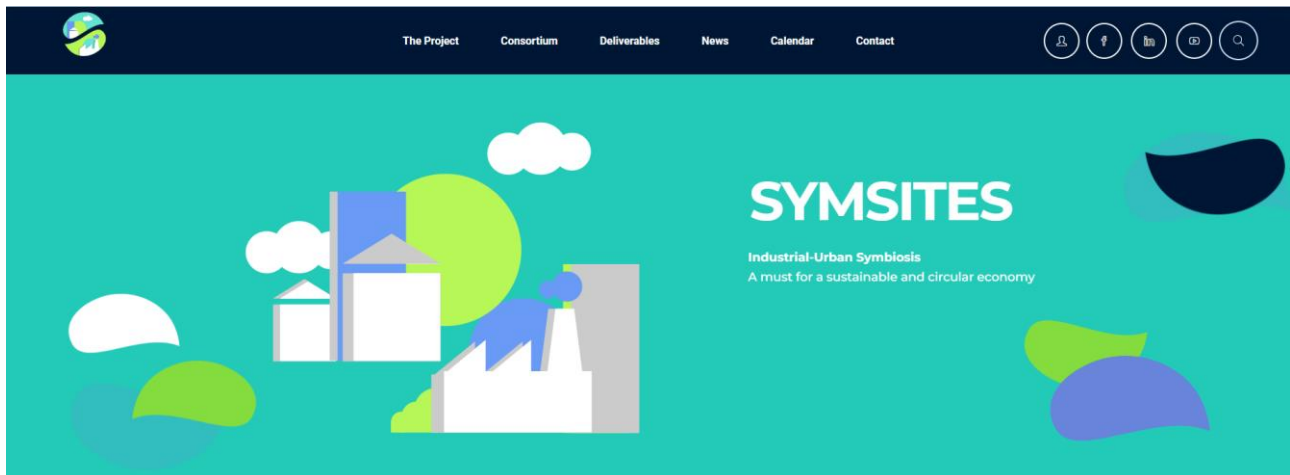 The Project Consortium Deliverables News Calendar Contact
SYMSITES
Industrial-Urban Symbiosis
A must for a sustainable and circular economy